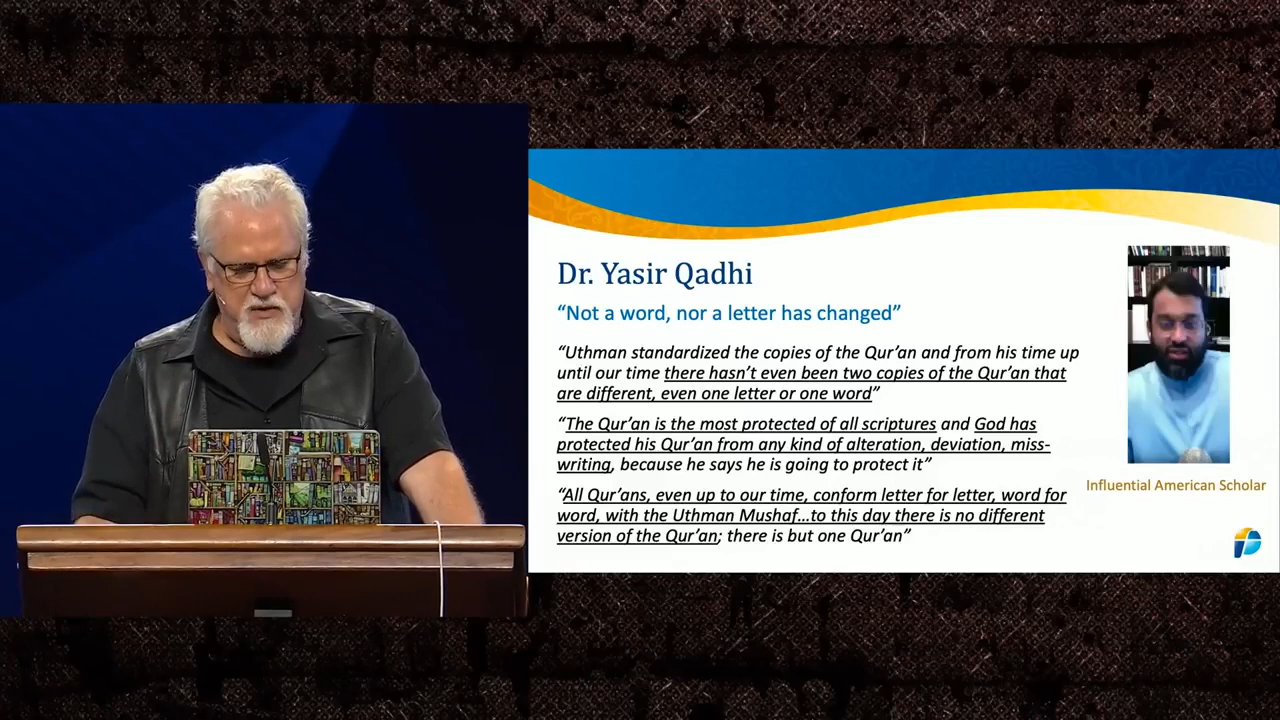 Dr. Yasir Qadhi
“Not a word, nor a letter has changed”
“Uthman standardized the copies of the Qur’an and from his time up
until our time there hasn’t even been two copies of the Qur’an that
are different, even one letter or one word”
“The Qur’an is the most protected of all scriptures and God has
protected his Qur’an from any kind of alteration, deviation, miss-
writing, because he says he is going to protect it”
“All Qur’ans, even up to our time, conform letter for letter, word for
word, with the Uthman Mushaf...to this day there is no different
version of the Qur’an; there is but one Qur’an”
Influential American Scholar